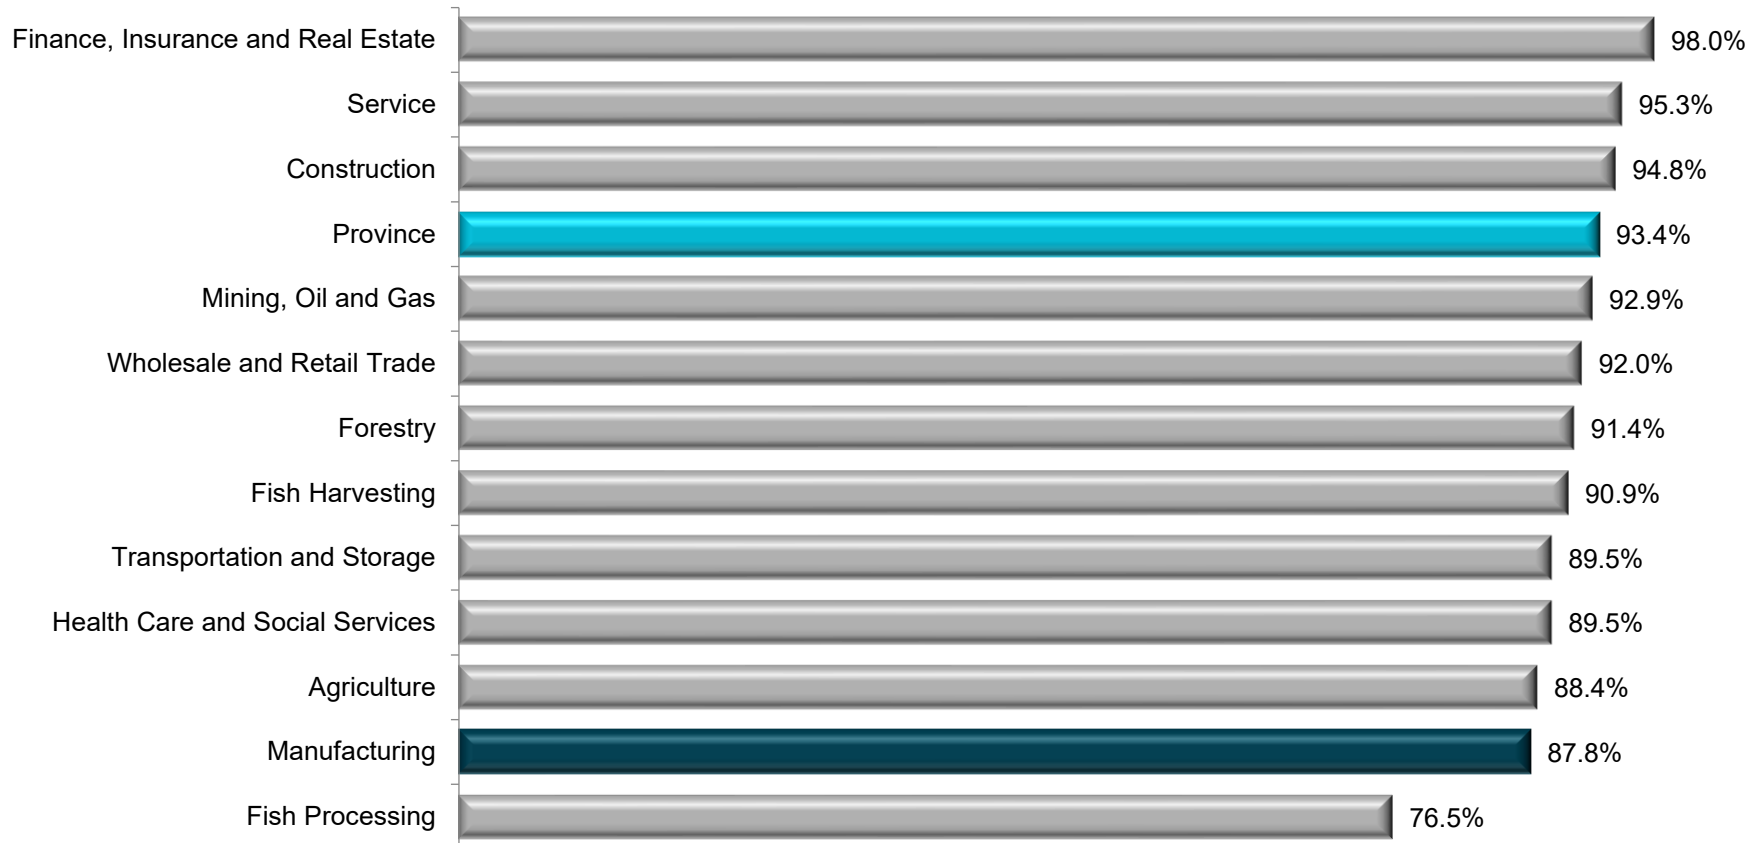 Finance, Insurance and Real Estate 98.0%
Service 95.3%
Construction 94.8%
Province 93.4%
Mining, Oil and Gas 92.9%
Wholesale and Retail Trade 92.0%
Forestry 91.4%
Fish Harvesting 90.9%
Transportation and Storage 89.5%
Health Care and Social Services 89.5%
Agriculture 88.4%
Manufacturing 87.8%
Fish Processing 76.5%